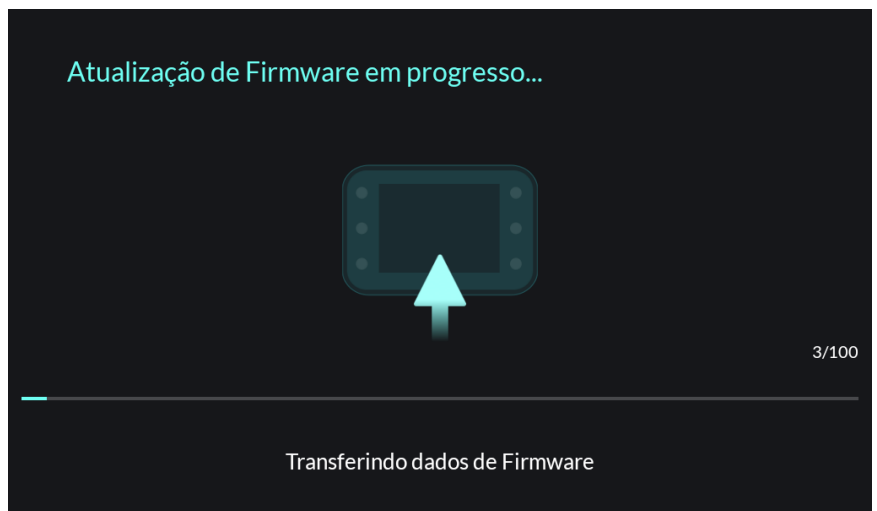 Atualização de Firmware em progresso...
3/100
Transferindo dados de Firmware